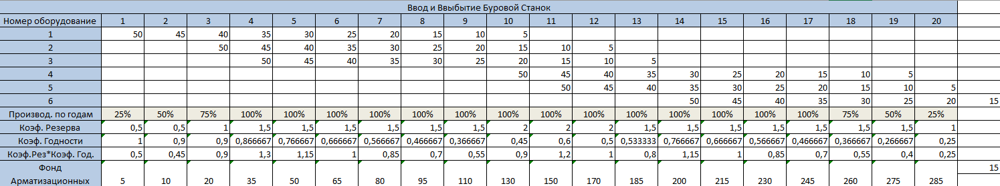 Ввод и Ввыбытие Буровой Станок
Номер оборудование 1 2 3 4 5 6 7 8 9 10 11 12 13 14 15 16 17 18 19 20
1 50 45 40 35 30 25 20 15 10 5
2 50 45 40 35 30 25 20 15 10 5
3 50 45 40 35 30 25 20 15 10 5
4 50 45 40 35 30 25 20 15 10 5
5 50 45 40 35 30 25 20 15 10 5
6 50 45 40 35 30 25 20 15
Производ. по годам 25% 50% 75% 100% 100% 100% 100% 100% 100% 100% 100% 100% 100% 100% 100% 100% 100% 75% 50% 25%
Коэф. Резерва 0,5 0,5 1 1,5 1,5 1,5 1,5 1,5 1,5 2 2 2 1,5 1,5 1,5 1,5 1,5 1,5 1,5 1
Коэф. Годности 1 0,9 0,9 0,866667 0,766667 0,666667 0,566667 0,466667 0,366667 0,45 0,6 0,5 0,533333 0,766667 0,666667 0,566667 0,466667 0,366667 0,266667 0,25
Коэф.Рез*Коэф. Год. 0,5 0,45 0,9 1,3 1,15 1 0,85 0,7 0,55 0,9 1,2 1 0,8 1,15 1 0,85 0,7 0,55 0,4 0,25
Фонд 15
Арматизационных 5 10 20 35 50 65 80 95 110 130 150 170 185 200 215 230 245 260 275 285